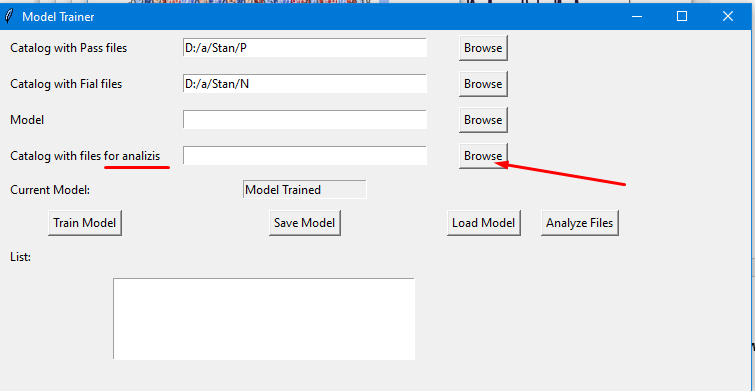 Model Trainer
Catalog with Pass files D:/a/Stan/P Browse
Catalog with Fial files D:/a/Stan/N Browse
Model Browse
Catalog with files for analizis Browse
Current Model: Model Trained
Train Model Save Model Load Model Analyze Files
List: